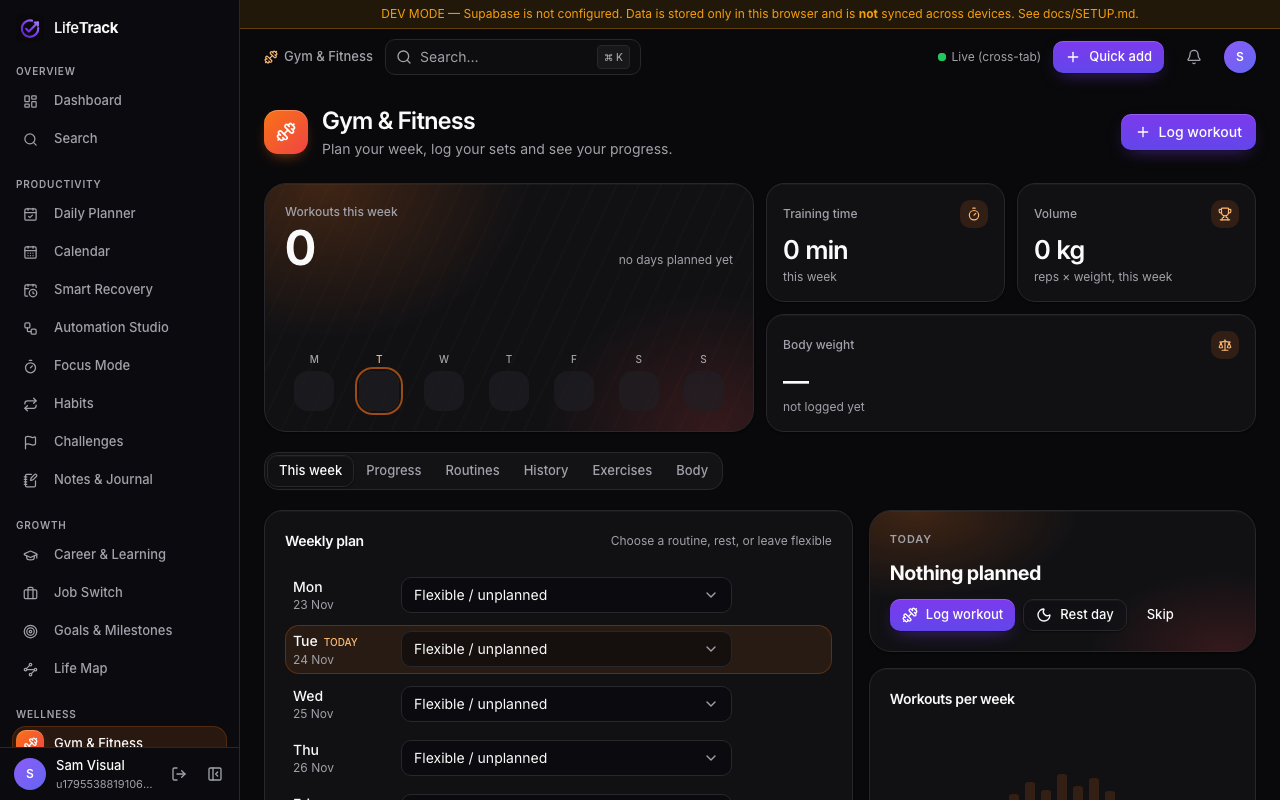 DEV MODE — Supabase is not configured. Data is stored only in this browser and is not synced across devices. See docs/SETUP.md.
LifeTrack
OVERVIEW
Dashboard
Search
PRODUCTIVITY
Daily Planner
Calendar
Smart Recovery
Automation Studio
Focus Mode
Habits
Challenges
Notes & Journal
GROWTH
Career & Learning
Job Switch
Goals & Milestones
Life Map
WELLNESS
Gym & Fitness
S
Sam Visual
u1795538819106...
Gym & Fitness
Search...
⌘ K
Live (cross-tab)
Quick add
S
Gym & Fitness
Plan your week, log your sets and see your progress.
Log workout
Workouts this week
0
no days planned yet
M T W T F S S
Training time
0 min
this week
Volume
0 kg
reps × weight, this week
Body weight
—
not logged yet
This week Progress Routines History Exercises Body
Weekly plan
Choose a routine, rest, or leave flexible
Mon
23 Nov
Flexible / unplanned
Tue TODAY
24 Nov
Flexible / unplanned
Wed
25 Nov
Flexible / unplanned
Thu
26 Nov
Flexible / unplanned
TODAY
Nothing planned
Log workout
Rest day
Skip
Workouts per week